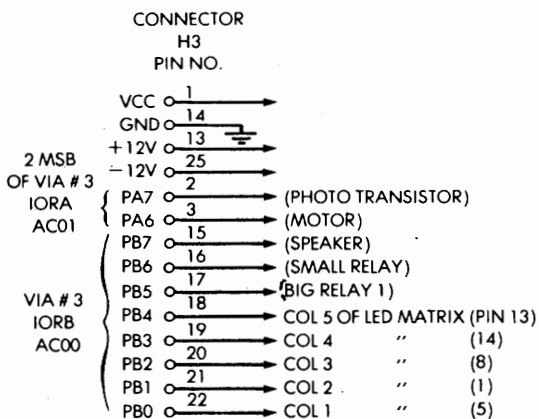 CONNECTOR
H3
PIN NO.
VCC 1
GND 14
+12V 13
−12V 25
2 MSB
OF VIA # 3
IORA
AC01
PA7 2 (PHOTO TRANSISTOR)
PA6 3 (MOTOR)
PB7 15 (SPEAKER)
PB6 16 (SMALL RELAY)
PB5 17 (BIG RELAY 1)
VIA # 3
IORB
AC00
PB4 18 COL 5 OF LED MATRIX (PIN 13)
PB3 19 COL 4 " (14)
PB2 20 COL 3 " (8)
PB1 21 COL 2 " (1)
PB0 22 COL 1 " (5)